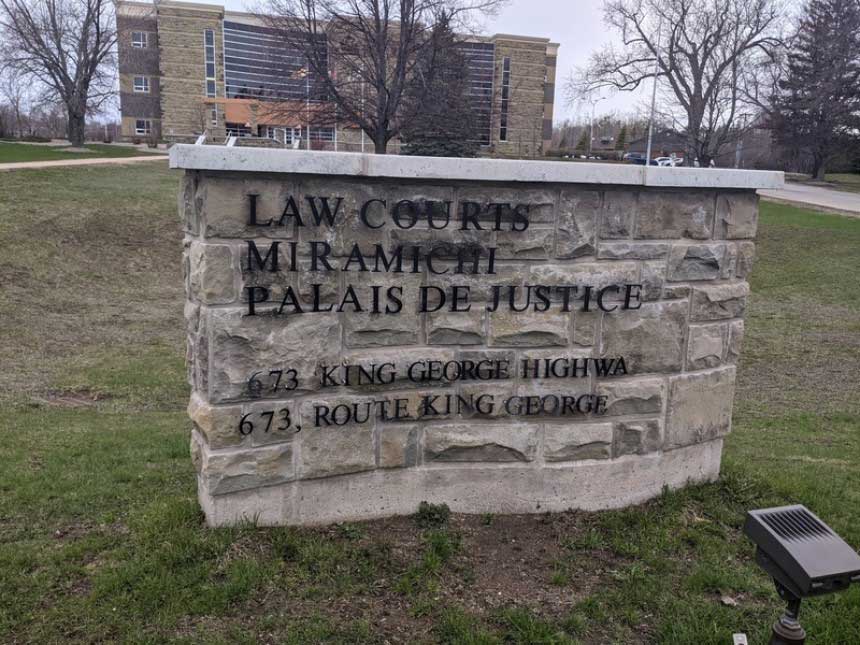 LAW COURTS
MIRAMICHI
PALAIS DE JUSTICE
673 KING GEORGE HIGHWA
673, ROUTE KING GEORGE